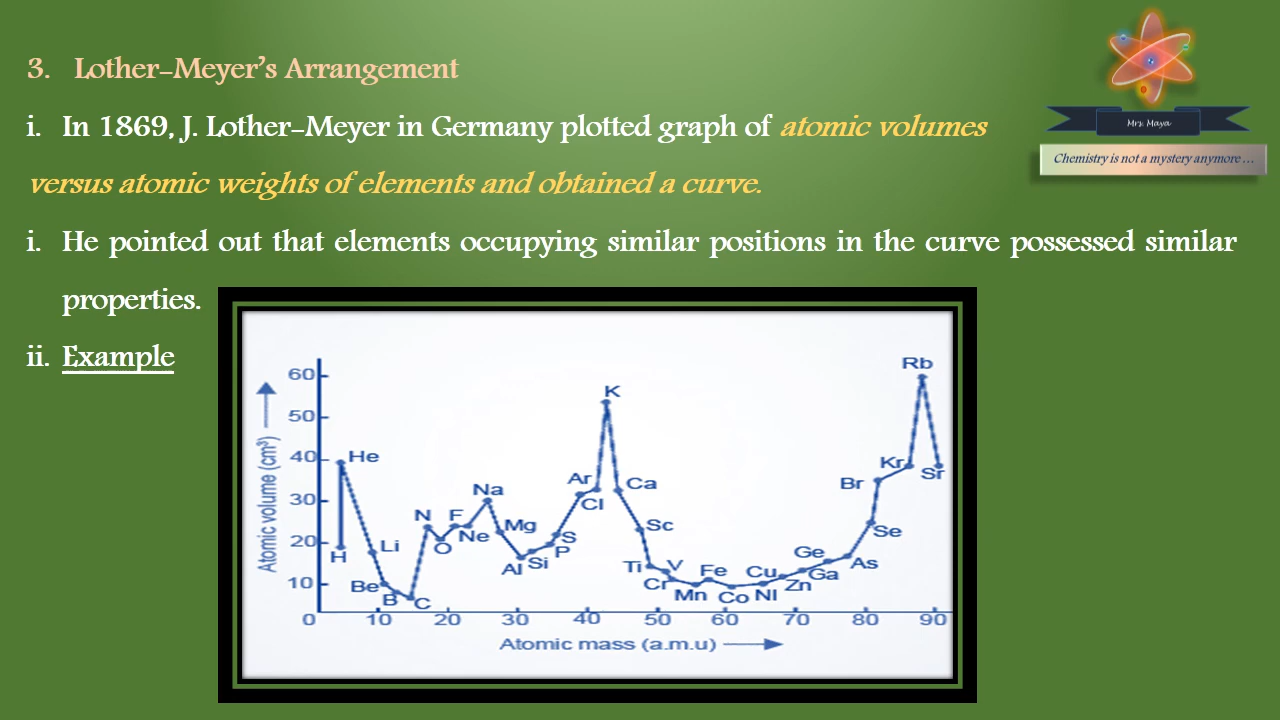 3. Lother-Meyer's Arrangement
i. In 1869, J. Lother-Meyer in Germany plotted graph of atomic volumes
versus atomic weights of elements and obtained a curve.
i. He pointed out that elements occupying similar positions in the curve possessed similar
properties.
ii. Example
Mrs. Maya
Chemistry is not a mystery anymore...
Atomic volume (cm³)
60
50
40
30
20
10
H
He
Li
Be
B
C
N
O
F
Ne
Na
Mg
Al
Si
P
S
Ar
Cl
K
Ca
Sc
Ti
V
Cr
Mn
Fe
Co
NI
Cu
Zn
Ge
Ga
As
Se
Br
Kr
Rb
Sr
0 10 20 30 40 50 60 70 80 90
Atomic mass (a.m.u)